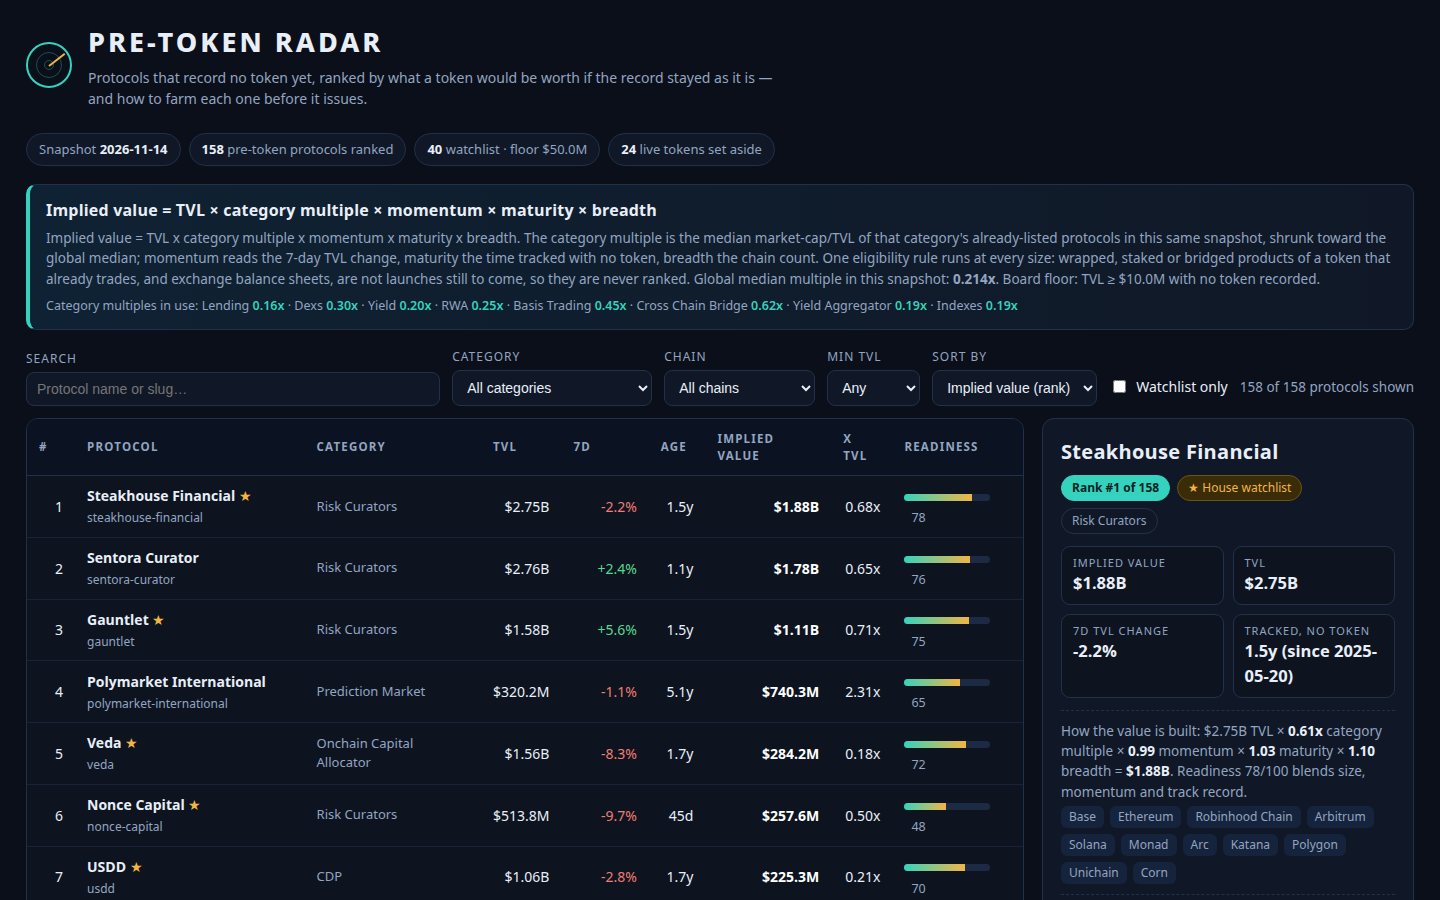 PRE-TOKEN RADAR
Protocols that record no token yet, ranked by what a token would be worth if the record stayed as it is —
and how to farm each one before it issues.
Snapshot 2026-11-14
158 pre-token protocols ranked
40 watchlist · floor $50.0M
24 live tokens set aside
Implied value = TVL × category multiple × momentum × maturity × breadth
Implied value = TVL x category multiple x momentum x maturity x breadth. The category multiple is the median market-cap/TVL of that category's already-listed protocols in this same snapshot, shrunk toward the
global median; momentum reads the 7-day TVL change, maturity the time tracked with no token, breadth the chain count. One eligibility rule runs at every size: wrapped, staked or bridged products of a token that
already trades, and exchange balance sheets, are not launches still to come, so they are never ranked. Global median multiple in this snapshot: 0.214x. Board floor: TVL ≥ $10.0M with no token recorded.
Category multiples in use: Lending 0.16x · Dexs 0.30x · Yield 0.20x · RWA 0.25x · Basis Trading 0.45x · Cross Chain Bridge 0.62x · Yield Aggregator 0.19x · Indexes 0.19x
SEARCH
Protocol name or slug…
CATEGORY
All categories
CHAIN
All chains
MIN TVL
Any
SORT BY
Implied value (rank)
Watchlist only
158 of 158 protocols shown
# PROTOCOL CATEGORY TVL 7D AGE IMPLIED VALUE X TVL READINESS
1 Steakhouse Financial ★ Risk Curators $2.75B -2.2% 1.5y $1.88B 0.68x
steakhouse-financial 78
2 Sentora Curator Risk Curators $2.76B +2.4% 1.1y $1.78B 0.65x
sentora-curator 76
3 Gauntlet ★ Risk Curators $1.58B +5.6% 1.5y $1.11B 0.71x
gauntlet 75
4 Polymarket International Prediction Market $320.2M -1.1% 5.1y $740.3M 2.31x
polymarket-international 65
5 Veda ★ Onchain Capital Allocator $1.56B -8.3% 1.7y $284.2M 0.18x
veda 72
6 Nonce Capital ★ Risk Curators $513.8M -9.7% 45d $257.6M 0.50x
nonce-capital 48
7 USDD ★ CDP $1.06B -2.8% 1.7y $225.3M 0.21x
usdd 70
Steakhouse Financial
Rank #1 of 158
★ House watchlist
Risk Curators
IMPLIED VALUE
$1.88B
TVL
$2.75B
7D TVL CHANGE
-2.2%
TRACKED, NO TOKEN
1.5y (since 2025-
05-20)
How the value is built: $2.75B TVL × 0.61x category
multiple × 0.99 momentum × 1.03 maturity × 1.10
breadth = $1.88B. Readiness 78/100 blends size,
momentum and track record.
Base Ethereum Robinhood Chain Arbitrum
Solana Monad Arc Katana Polygon
Unichain Corn